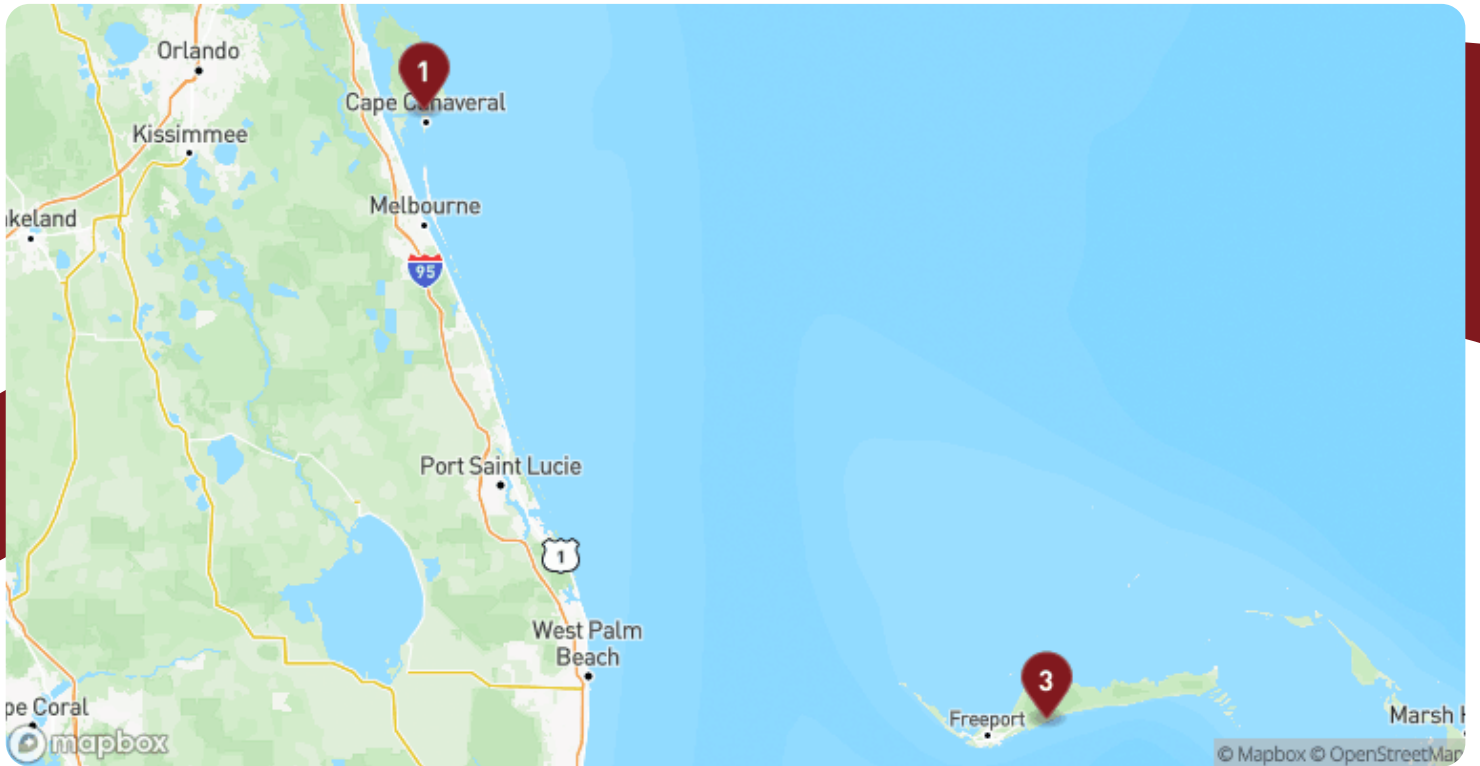 Orlando
1
Cape Canaveral
Kissimmee
Melbourne
akeland
95
Port Saint Lucie
1
West Palm
Beach
3
Freeport
pe Coral
Marsh H
mapbox
© Mapbox © OpenStreetMap